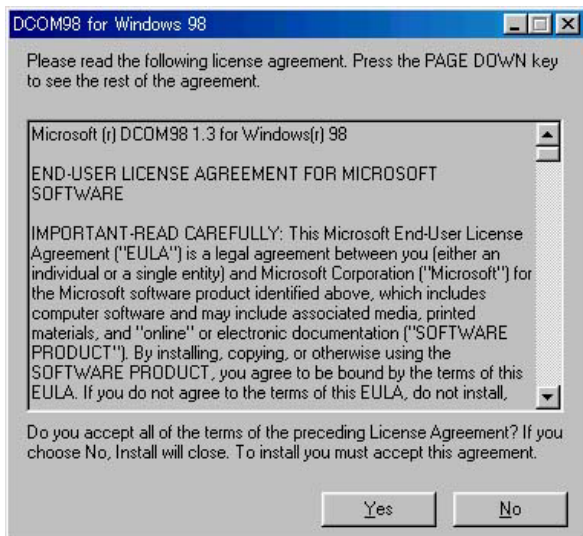 DCOM98 for Windows 98
Please read the following license agreement. Press the PAGE DOWN key
to see the rest of the agreement.
Microsoft (r) DCOM98 1.3 for Windows(r) 98
END-USER LICENSE AGREEMENT FOR MICROSOFT
SOFTWARE
IMPORTANT-READ CAREFULLY: This Microsoft End-User License
Agreement ("EULA") is a legal agreement between you (either an
individual or a single entity) and Microsoft Corporation ("Microsoft") for
the Microsoft software product identified above, which includes
computer software and may include associated media, printed
materials, and "online" or electronic documentation ("SOFTWARE
PRODUCT"). By installing, copying, or otherwise using the
SOFTWARE PRODUCT, you agree to be bound by the terms of this
EULA. If you do not agree to the terms of this EULA, do not install,
Do you accept all of the terms of the preceding License Agreement? If you
choose No, Install will close. To install you must accept this agreement.
Yes No